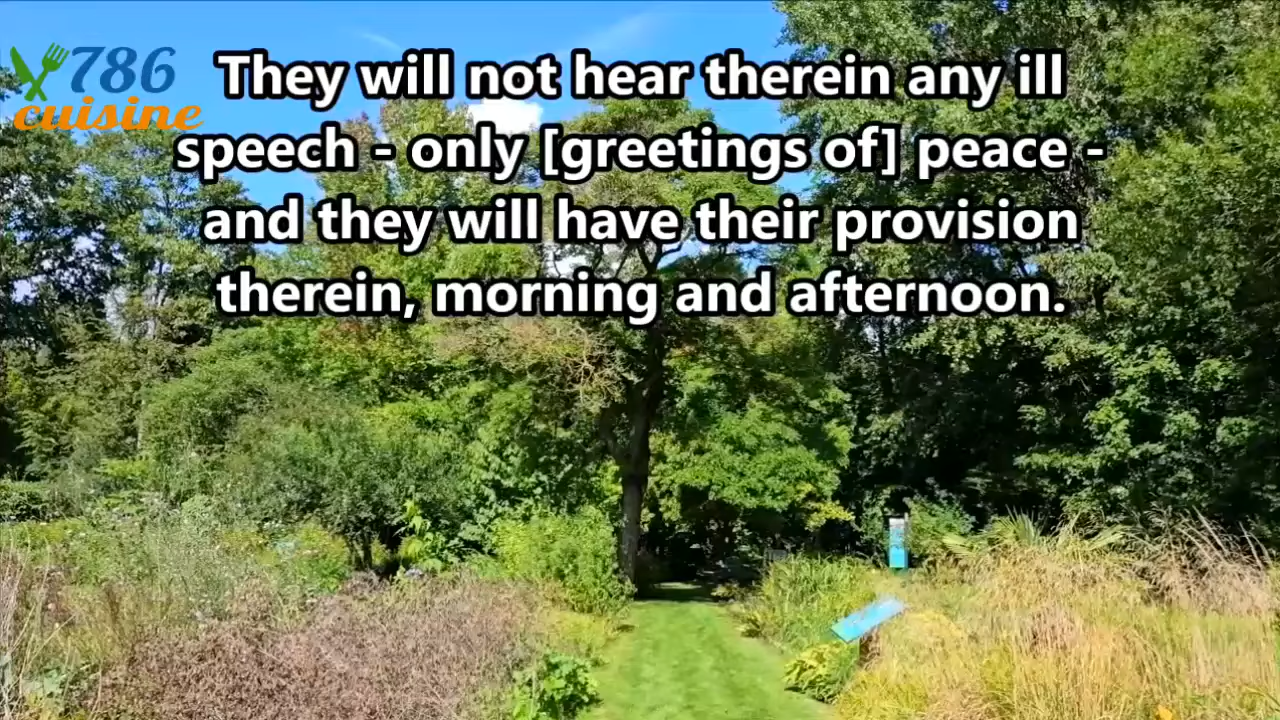 786
cuisine
They will not hear therein any ill
speech - only [greetings of] peace -
and they will have their provision
therein, morning and afternoon.